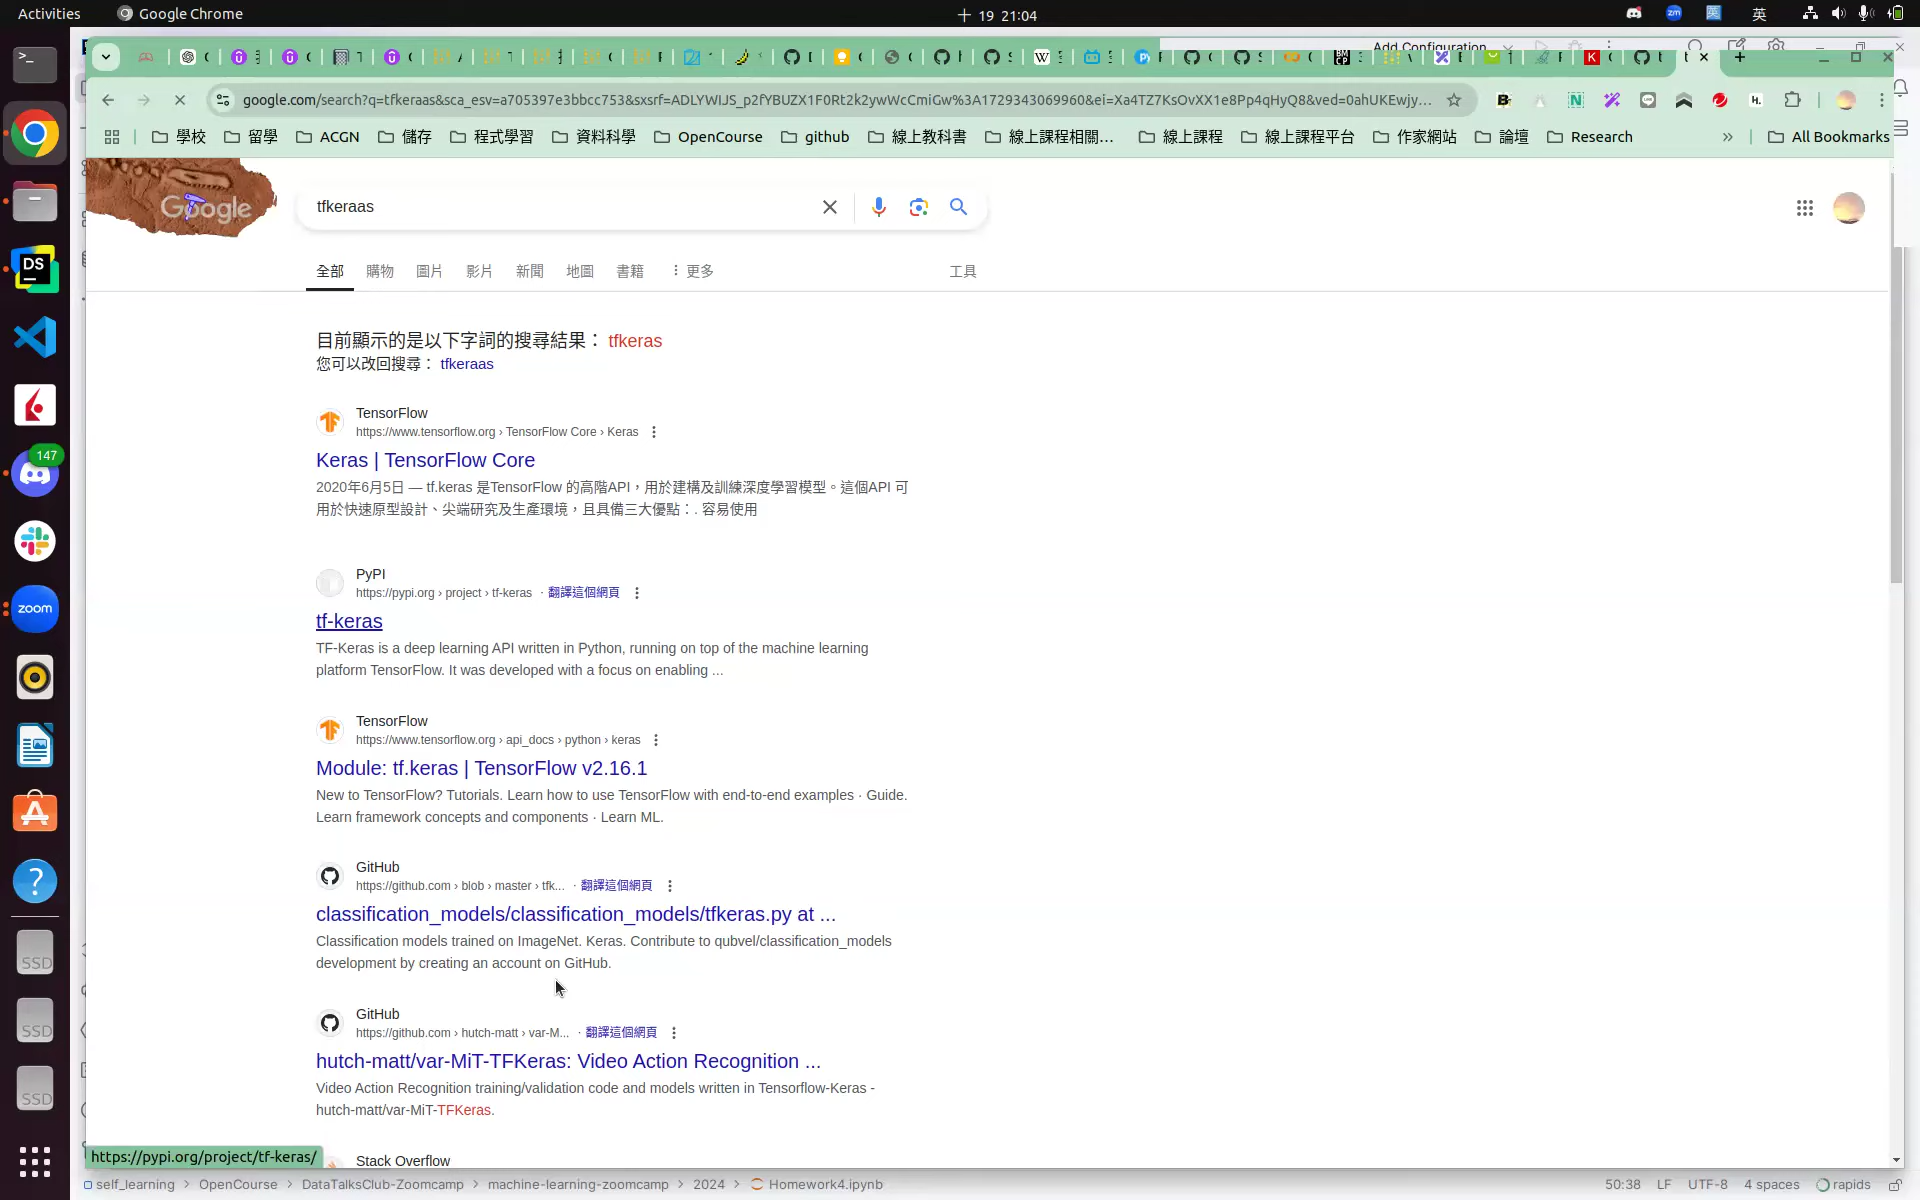 Activities
Google Chrome
19 21:04
英
Add Configuration
google.com/search?q=tfkeraas&sca_esv=a705397e3bbcc753&sxsrf=ADLYWIJS_p2fYBUZX1F0Rt2k2ywWcCmiGw%3A1729343069960&ei=Xa4TZ7KsOvXX1e8Pp4qHyQ8&ved=0ahUKEwjy...
學校
留學
ACGN
儲存
程式學習
資料科學
OpenCourse
github
線上教科書
線上課程相關...
線上課程
線上課程平台
作家網站
論壇
Research
All Bookmarks
Google
tfkeraas
全部
購物
圖片
影片
新聞
地圖
書籍
更多
工具
目前顯示的是以下字詞的搜尋結果： tfkeras
您可以改回搜尋： tfkeraas
TensorFlow
https://www.tensorflow.org › TensorFlow Core › Keras
Keras | TensorFlow Core
2020年6月5日 — tf.keras 是TensorFlow 的高階API，用於建構及訓練深度學習模型。這個API 可
用於快速原型設計、尖端研究及生產環境，且具備三大優點：. 容易使用
PyPI
https://pypi.org › project › tf-keras · 翻譯這個網頁
tf-keras
TF-Keras is a deep learning API written in Python, running on top of the machine learning
platform TensorFlow. It was developed with a focus on enabling ...
TensorFlow
https://www.tensorflow.org › api_docs › python › keras
Module: tf.keras | TensorFlow v2.16.1
New to TensorFlow? Tutorials. Learn how to use TensorFlow with end-to-end examples · Guide.
Learn framework concepts and components · Learn ML.
GitHub
https://github.com › blob › master › tfk... · 翻譯這個網頁
classification_models/classification_models/tfkeras.py at ...
Classification models trained on ImageNet. Keras. Contribute to qubvel/classification_models
development by creating an account on GitHub.
GitHub
https://github.com › hutch-matt › var-M... · 翻譯這個網頁
hutch-matt/var-MiT-TFKeras: Video Action Recognition ...
Video Action Recognition training/validation code and models written in Tensorflow-Keras -
hutch-matt/var-MiT-TFKeras.
Stack Overflow
https://pypi.org/project/tf-keras/
DS
147
zoom
SSD
SSD
SSD
self_learning > OpenCourse > DataTalksClub-Zoomcamp > machine-learning-zoomcamp > 2024 > Homework4.ipynb
50:38
LF
UTF-8
4 spaces
rapids